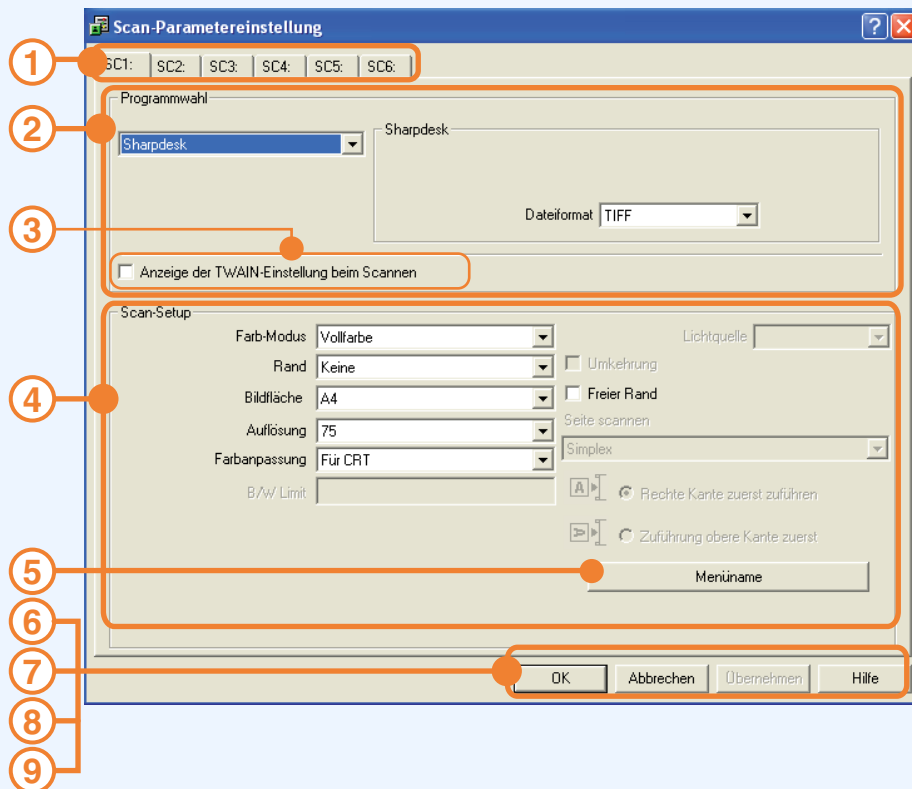 Scan-Parametereinstellung
1
SC1: SC2: SC3: SC4: SC5: SC6:
Programmwahl
2
Sharpdesk
Sharpdesk
Dateiformat TIFF
3
Anzeige der TWAIN-Einstellung beim Scannen
Scan-Setup
Farb-Modus Vollfarbe
Lichtquelle
Rand Keine
Umkehrung
4
Bildfläche A4
Freier Rand
Auflösung 75
Seite scannen
Farbanpassung Für CRT
Simplex
B/W Limit
A
Rechte Kante zuerst zuführen
A
Zuführung obere Kante zuerst
5
Menüname
6
7
OK Abbrechen Übernehmen Hilfe
8
9